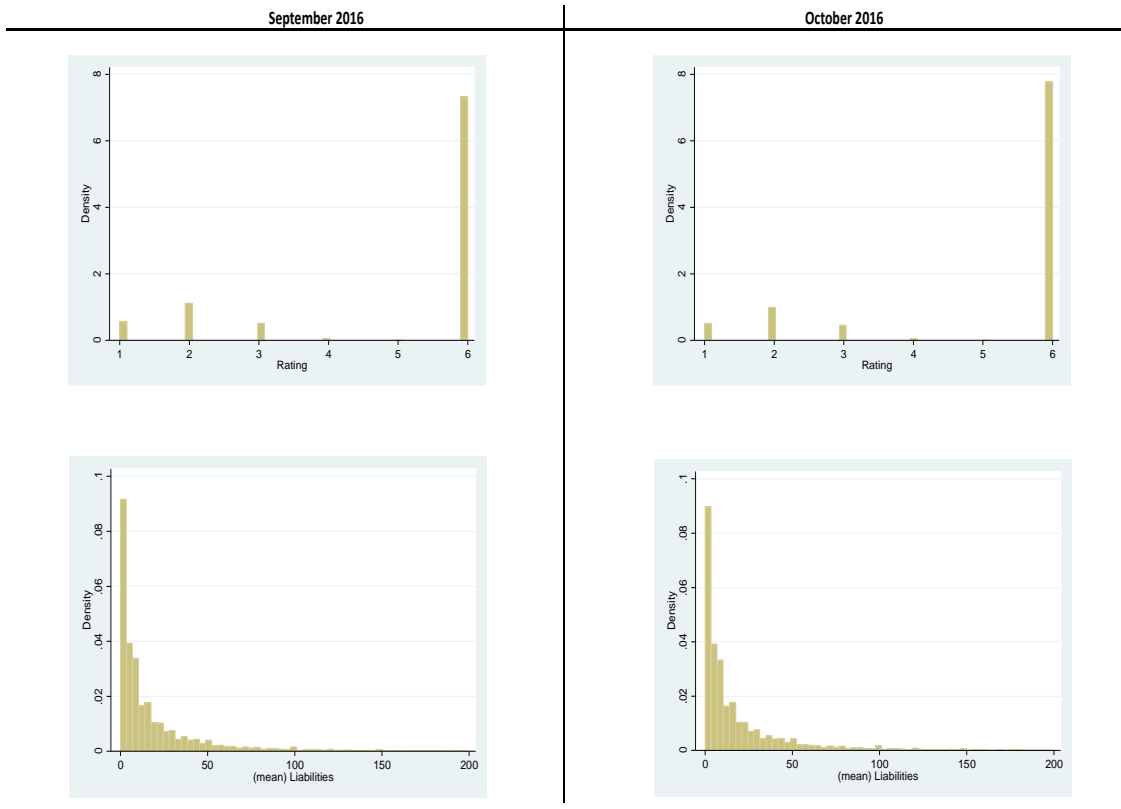 September 2016
October 2016
8
6
4
2
0
Density
1 2 3 4 5 6
Rating
8
6
4
2
0
Density
1 2 3 4 5 6
Rating
.1
.08
.06
.04
.02
0
Density
0 50 100 150 200
(mean) Liabilities
.1
.08
.06
.04
.02
0
Density
0 50 100 150 200
(mean) Liabilities